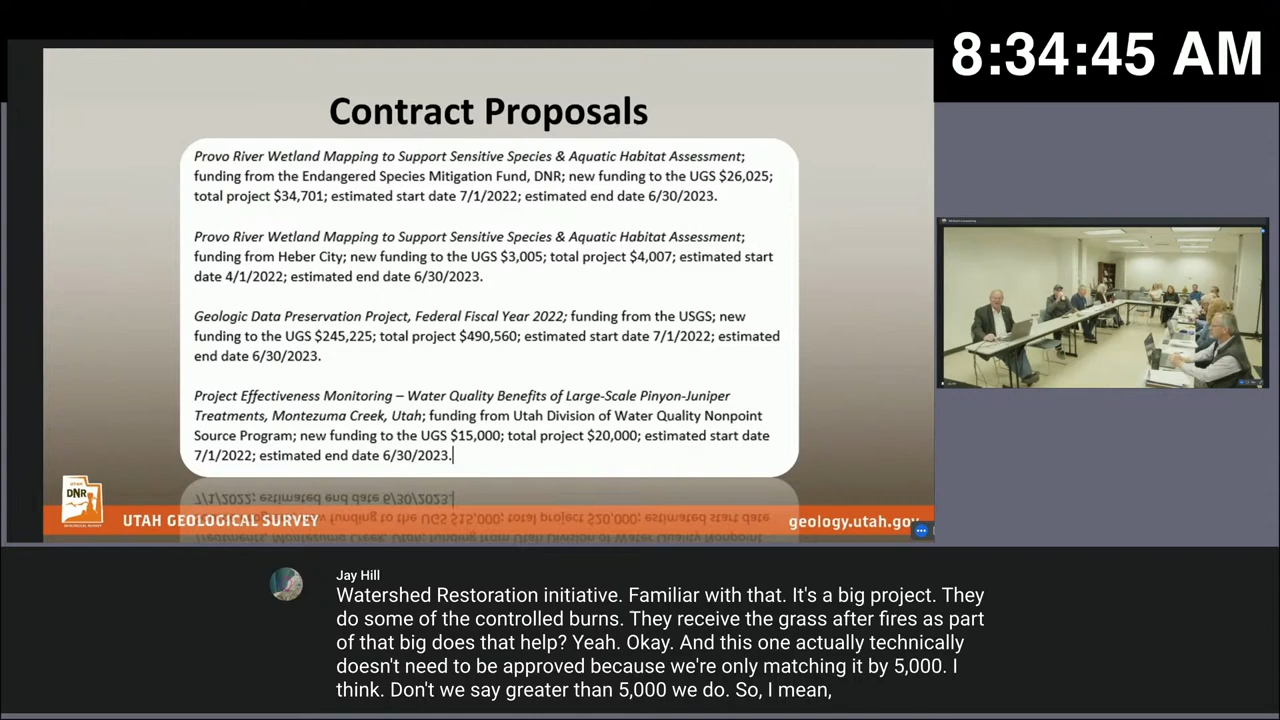 8:34:45 AM
Contract Proposals
Provo River Wetland Mapping to Support Sensitive Species & Aquatic Habitat Assessment;
funding from the Endangered Species Mitigation Fund, DNR; new funding to the UGS $26,025;
total project $34,701; estimated start date 7/1/2022; estimated end date 6/30/2023.
Provo River Wetland Mapping to Support Sensitive Species & Aquatic Habitat Assessment;
funding from Heber City; new funding to the UGS $3,005; total project $4,007; estimated start
date 4/1/2022; estimated end date 6/30/2023.
Geologic Data Preservation Project, Federal Fiscal Year 2022; funding from the USGS; new
funding to the UGS $245,225; total project $490,560; estimated start date 7/1/2022; estimated
end date 6/30/2023.
Project Effectiveness Monitoring – Water Quality Benefits of Large-Scale Pinyon-Juniper
Treatments, Montezuma Creek, Utah; funding from Utah Division of Water Quality Nonpoint
Source Program; new funding to the UGS $15,000; total project $20,000; estimated start date
7/1/2022; estimated end date 6/30/2023.
DNR
UTAH GEOLOGICAL SURVEY
geology.utah.gov
Jay Hill
Watershed Restoration initiative. Familiar with that. It's a big project. They
do some of the controlled burns. They receive the grass after fires as part
of that big does that help? Yeah. Okay. And this one actually technically
doesn't need to be approved because we're only matching it by 5,000. I
think. Don't we say greater than 5,000 we do. So, I mean,